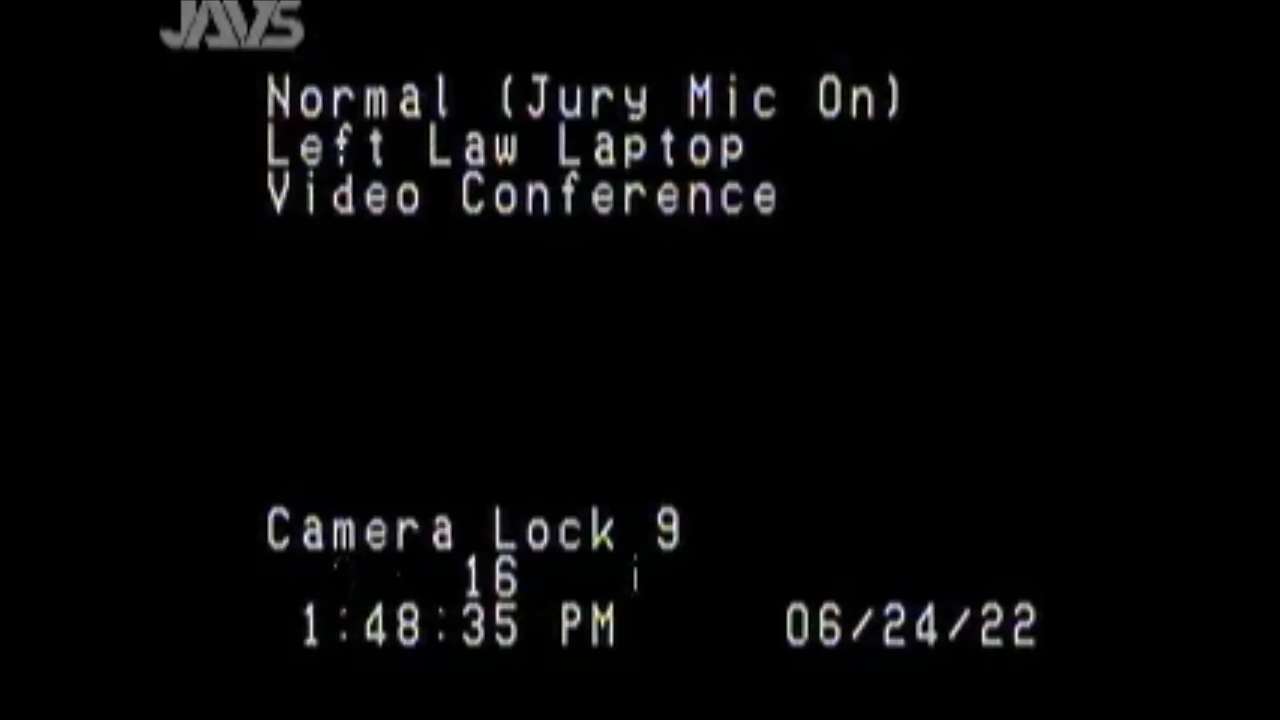 JAVS
Normal (Jury Mic On)
Left Law Laptop
Video Conference
Camera Lock 9
16 i
1:48:35 PM 06/24/22